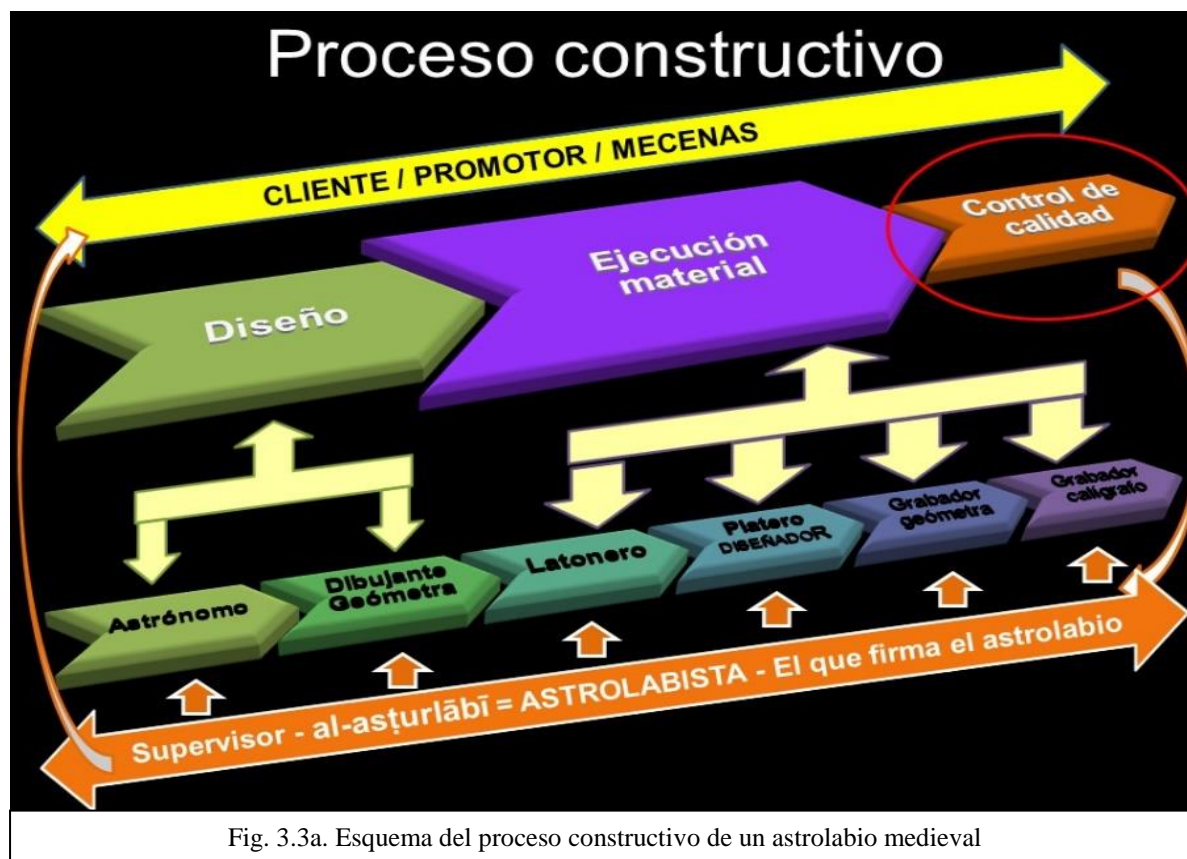 Proceso constructivo
CLIENTE / PROMOTOR / MECENAS
Diseño
Ejecución
material
Control de
calidad
Astrónomo
Dibujante
Geómetra
Latonero
Platero
DISEÑADOR
Grabador
geómetra
Grabador
calígrafo
Supervisor - al-asṭurlābī = ASTROLABISTA - El que firma el astrolabio
Fig. 3.3a. Esquema del proceso constructivo de un astrolabio medieval